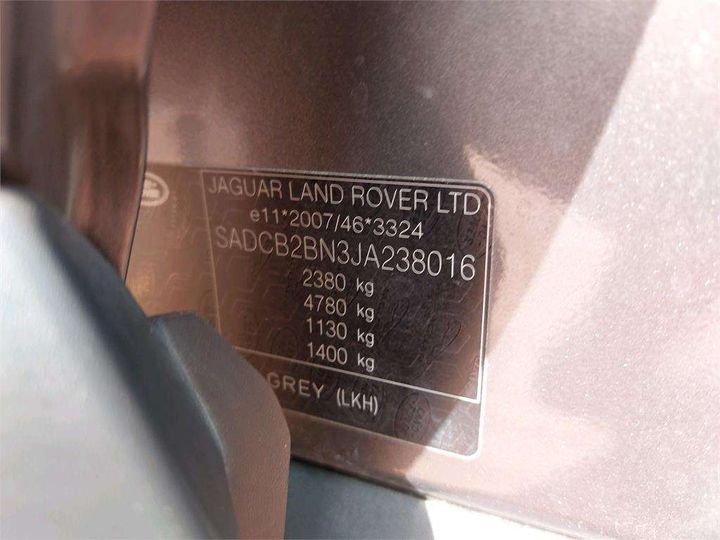 JAGUAR LAND ROVER LTD
e11*2007/46*3324
SADCB2BN3JA238016
2380 kg
4780 kg
1130 kg
1400 kg
GREY (LKH)